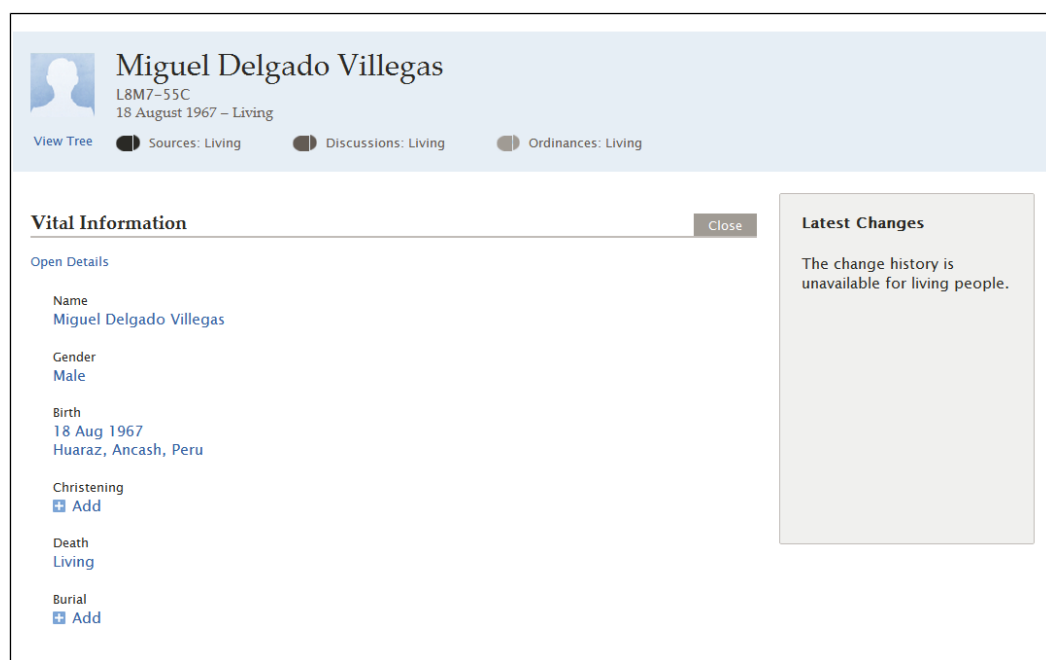 Miguel Delgado Villegas
L8M7-55C
18 August 1967 – Living
View Tree
Sources: Living
Discussions: Living
Ordinances: Living
Vital Information
Close
Open Details
Name
Miguel Delgado Villegas
Gender
Male
Birth
18 Aug 1967
Huaraz, Ancash, Peru
Christening
Add
Death
Living
Burial
Add
Latest Changes
The change history is
unavailable for living people.